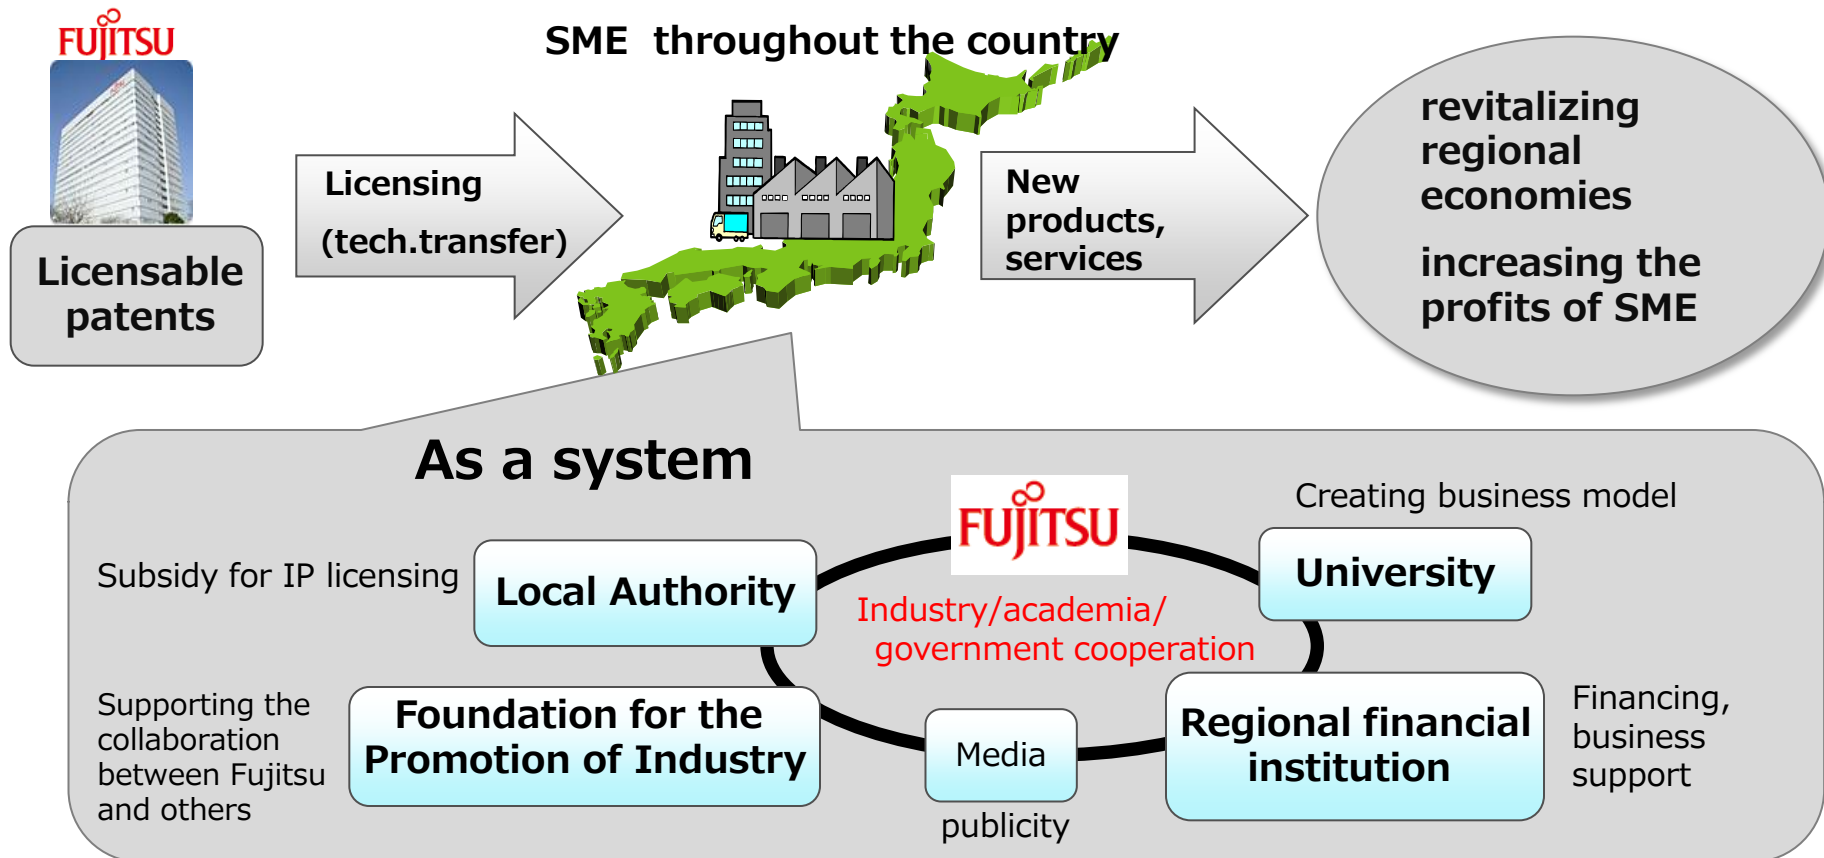 FUJITSU
Licensable
patents
Licensing
(tech.transfer)
SME throughout the country
New
products,
services
revitalizing
regional
economies
increasing the
profits of SME
As a system
FUJITSU
Industry/academia/
government cooperation
Subsidy for IP licensing
Local Authority
Creating business model
University
Supporting the
collaboration
between Fujitsu
and others
Foundation for the
Promotion of Industry
Media
publicity
Regional financial
institution
Financing,
business
support